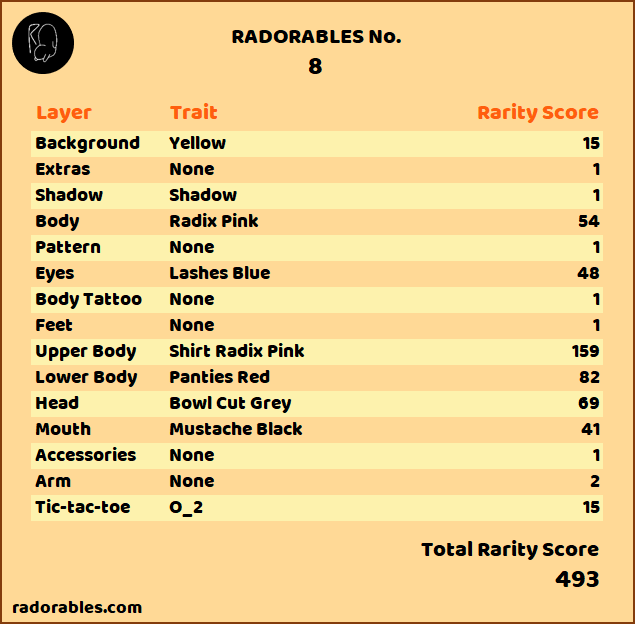 RADORABLES No.
8
Layer Trait Rarity Score
Background Yellow 15
Extras None 1
Shadow Shadow 1
Body Radix Pink 54
Pattern None 1
Eyes Lashes Blue 48
Body Tattoo None 1
Feet None 1
Upper Body Shirt Radix Pink 159
Lower Body Panties Red 82
Head Bowl Cut Grey 69
Mouth Mustache Black 41
Accessories None 1
Arm None 2
Tic-tac-toe O_2 15
Total Rarity Score
493
radorables.com